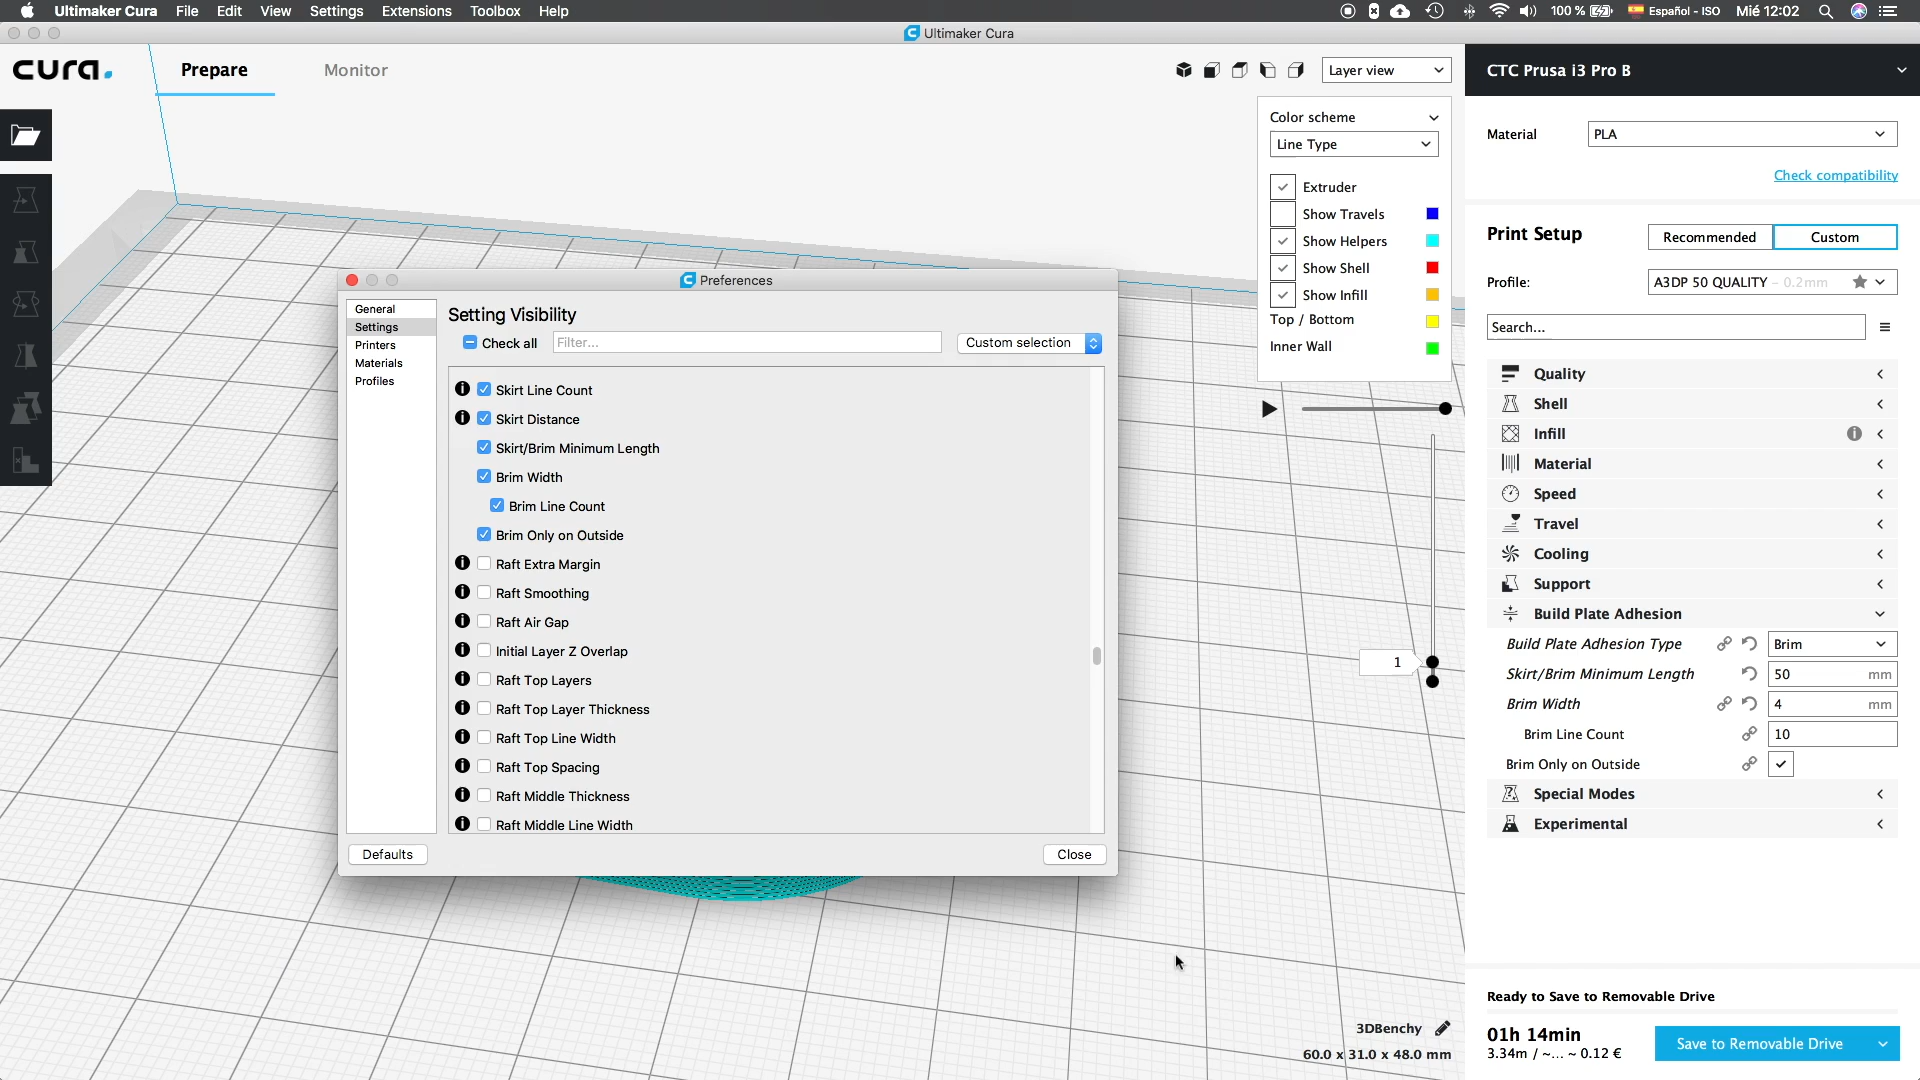 Ultimaker Cura File Edit View Settings Extensions Toolbox Help 100 % Español - ISO Mié 12:02
Ultimaker Cura
cura.
Prepare
Monitor
Layer view
Color scheme
Line Type
Extruder
Show Travels
Show Helpers
Show Shell
Show Infill
Top / Bottom
Inner Wall
1
Preferences
General
Settings
Printers
Materials
Profiles
Setting Visibility
Check all
Filter...
Custom selection
Skirt Line Count
Skirt Distance
Skirt/Brim Minimum Length
Brim Width
Brim Line Count
Brim Only on Outside
Raft Extra Margin
Raft Smoothing
Raft Air Gap
Initial Layer Z Overlap
Raft Top Layers
Raft Top Layer Thickness
Raft Top Line Width
Raft Top Spacing
Raft Middle Thickness
Raft Middle Line Width
Defaults
Close
3DBenchy
60.0 x 31.0 x 48.0 mm
CTC Prusa i3 Pro B
Material
PLA
Check compatibility
Print Setup
Recommended
Custom
Profile:
A3DP 50 QUALITY - 0.2mm
Search...
Quality
Shell
Infill
Material
Speed
Travel
Cooling
Support
Build Plate Adhesion
Build Plate Adhesion Type
Brim
Skirt/Brim Minimum Length
50 mm
Brim Width
4 mm
Brim Line Count
10
Brim Only on Outside
Special Modes
Experimental
Ready to Save to Removable Drive
01h 14min
3.34m / ~... ~ 0.12 €
Save to Removable Drive